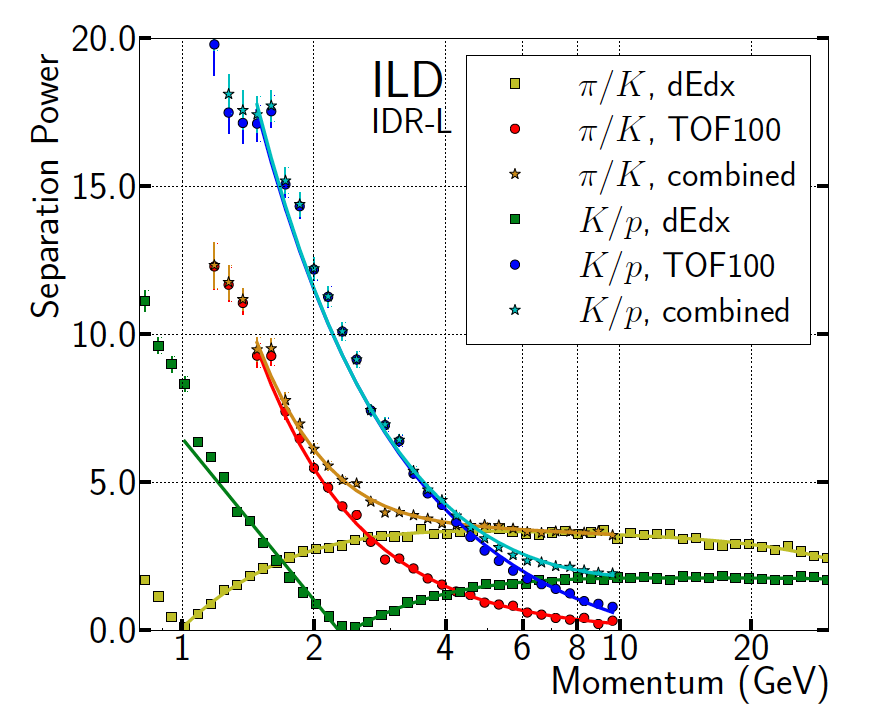 Separation Power
20.0
15.0
10.0
5.0
0.0
ILD
IDR-L
π/K, dEdx
π/K, TOF100
π/K, combined
K/p, dEdx
K/p, TOF100
K/p, combined
1 2 4 6 8 10 20
Momentum (GeV)